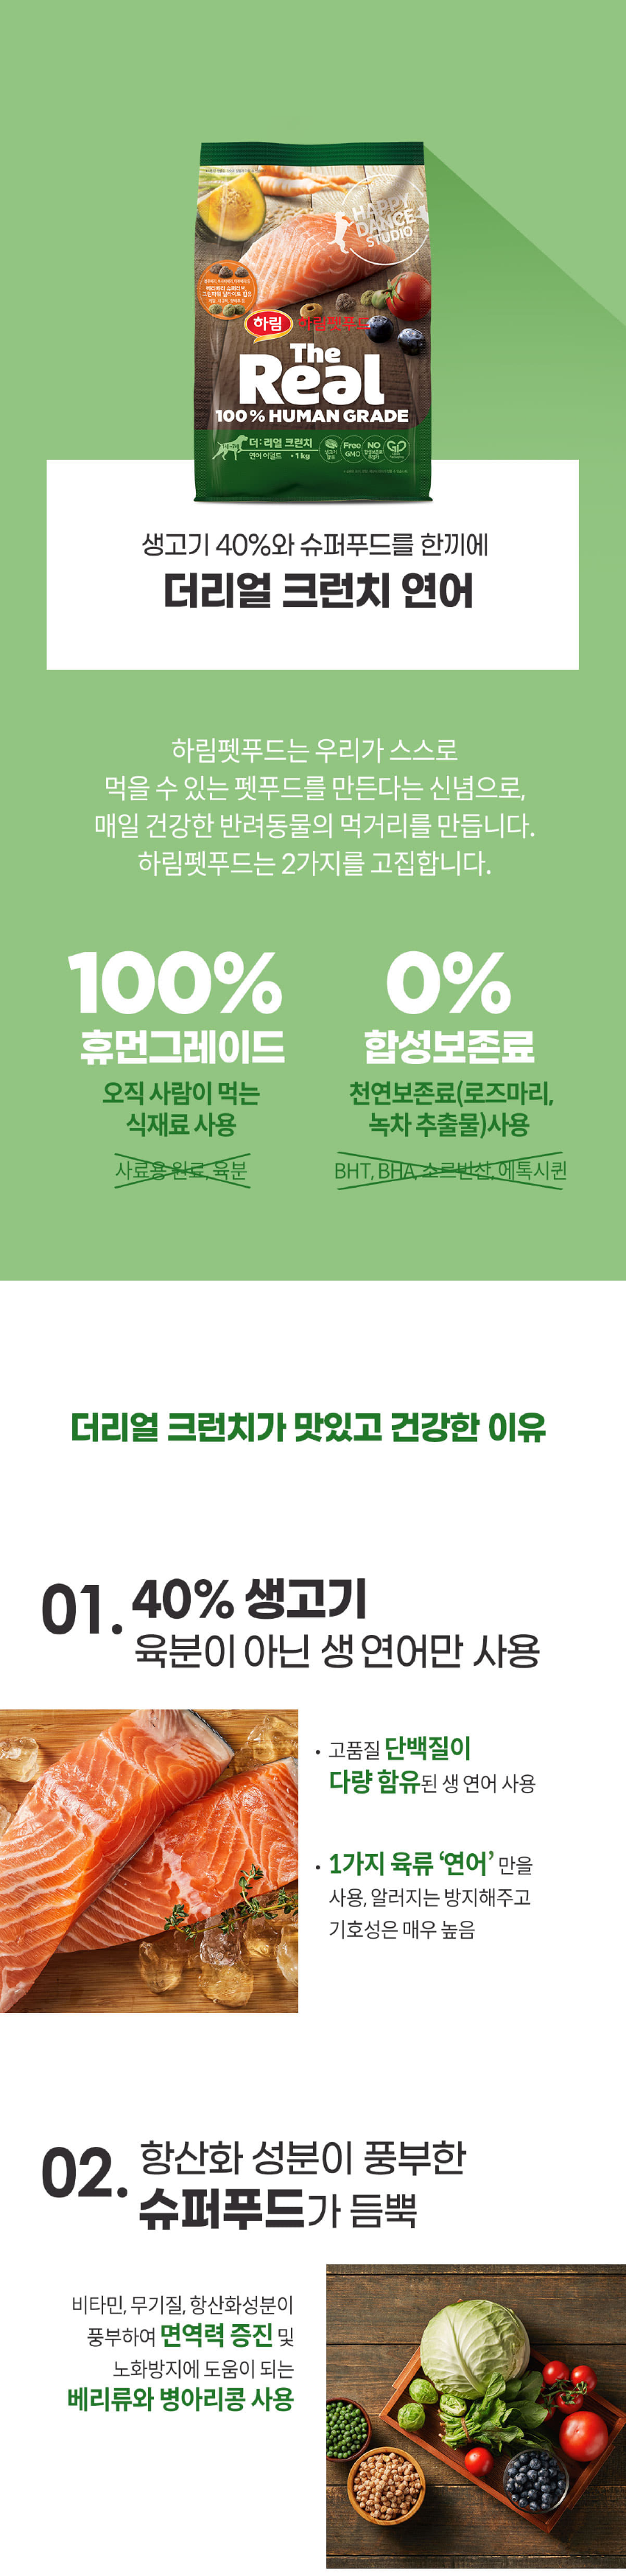 HAPPY
DANCE
STUDIO
하림
하림펫푸드
The
Real
100% HUMAN GRADE
더:리얼 크런치
연어 어덜트 • 1kg
Free
GMO
NO
생고기 40%와 슈퍼푸드를 한끼에
더리얼 크런치 연어
하림펫푸드는 우리가 스스로
먹을 수 있는 펫푸드를 만든다는 신념으로,
매일 건강한 반려동물의 먹거리를 만듭니다.
하림펫푸드는 2가지를 고집합니다.
100%
휴먼그레이드
오직 사람이 먹는
식재료 사용
사료용 원료, 육분
0%
합성보존료
천연보존료(로즈마리,
녹차 추출물)사용
BHT, BHA, 소르빈산, 에톡시퀸
더리얼 크런치가 맛있고 건강한 이유
01. 40% 생고기
육분이 아닌 생 연어만 사용
• 고품질 단백질이
다량 함유된 생 연어 사용
• 1가지 육류 ‘연어’ 만을
사용, 알러지는 방지해주고
기호성은 매우 높음
02. 항산화 성분이 풍부한
슈퍼푸드가 듬뿍
비타민, 무기질, 항산화성분이
풍부하여 면역력 증진 및
노화방지에 도움이 되는
베리류와 병아리콩 사용